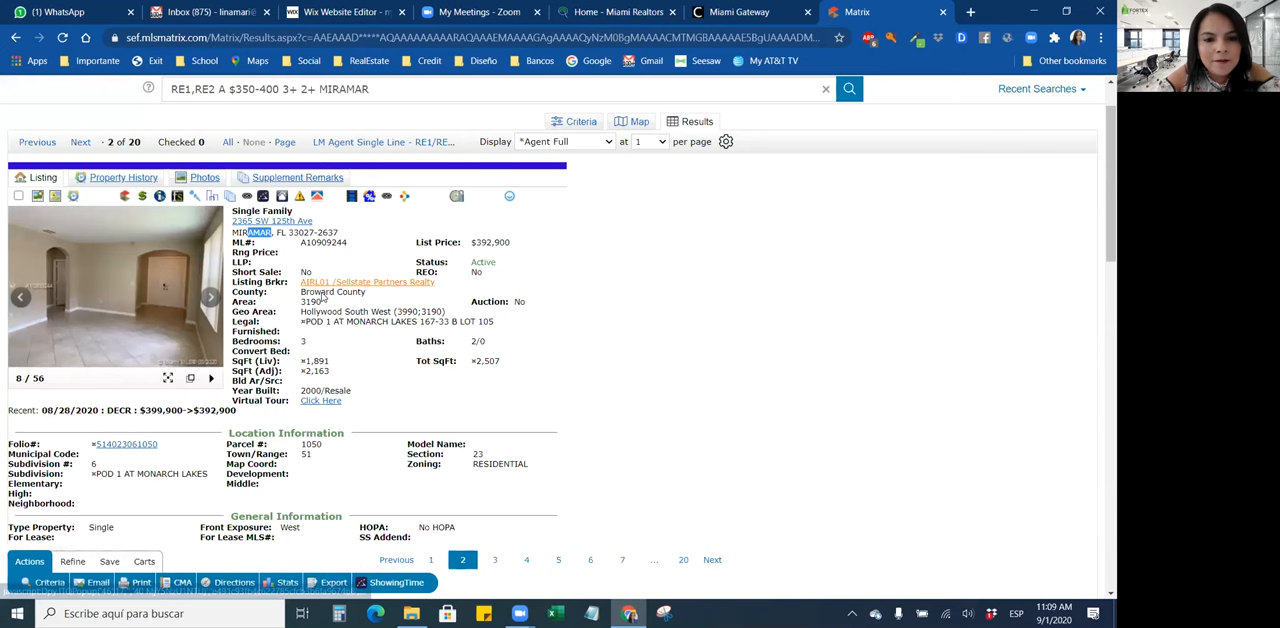 (1) WhatsApp
Inbox (875) - linamari
Wix Website Editor - m
My Meetings - Zoom
Home - Miami Realtors
Miami Gateway
Matrix
sef.mlsmatrix.com/Matrix/Results.aspx?c=AAEAAAD*****AQAAAAAAAAARAQAAAEMAAAAGAgAAAAQyNzM0BgMAAAACMTMGBAAAAAE5BgUAAAADM...
Apps Importante Exit School Maps Social RealEstate Credit Diseño Bancos Google Gmail Seesaw My AT&T TV Other bookmarks
RE1,RE2 A $350-400 3+ 2+ MIRAMAR
Recent Searches
Criteria Map Results
Previous Next · 2 of 20 Checked 0 All · None · Page LM Agent Single Line - RE1/RE... Display *Agent Full at 1 per page
Listing Property History Photos Supplement Remarks
Single Family
2365 SW 125th Ave
MIRAMAR, FL 33027-2637
ML#: A10909244 List Price: $392,900
Rng Price:
LLP: Status: Active
Short Sale: No REO: No
Listing Brkr: AIRL01 /Sellstate Partners Realty
County: Broward County
Area: 3190 Auction: No
Geo Area: Hollywood South West (3990;3190)
Legal: ¤POD 1 AT MONARCH LAKES 167-33 B LOT 105
Furnished:
Bedrooms: 3 Baths: 2/0
Convert Bed:
SqFt (Liv) ¤1,891 Tot SqFt: ¤2,507
SqFt (Adj) ¤2,163
Bld Ar/Src:
Year Built: 2000/Resale
Virtual Tour: Click Here
8 / 56
Recent: 08/28/2020 : DECR : $399,900->$392,900
Location Information
Folio#: ¤514023061050 Parcel #: 1050 Model Name:
Municipal Code: Town/Range: 51 Section: 23
Subdivision #: 6 Map Coord: Zoning: RESIDENTIAL
Subdivision: ¤POD 1 AT MONARCH LAKES Development:
Elementary: Middle:
High:
Neighborhood:
General Information
Type Property: Single Front Exposure: West HOPA: No HOPA
For Lease: For Lease MLS#: SS Addend:
Actions Refine Save Carts Previous 1 2 3 4 5 6 7 ... 20 Next
Criteria Email Print CMA Directions Stats Export ShowingTime
Escribe aquí para buscar
ESP
11:09 AM
9/1/2020
FORTEX